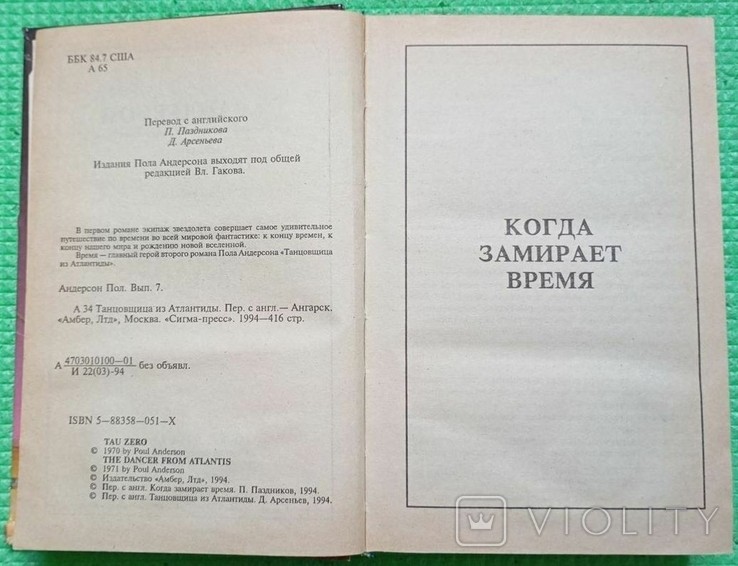 ББК 84.7 США
А 65
Перевод с английского
П. Паздникова
Д. Арсеньева
Издания Пола Андерсона выходят под общей
редакцией Вл. Гакова.
В первом романе экипаж звездолета совершает самое удивительное
путешествие по времени во всей мировой фантастике: к концу времен, к
концу нашего мира и рождению новой вселенной.
Время — главный герой второго романа Пола Андерсона «Танцовщица
из Атлантиды».
Андерсон Пол. Вып. 7.
А 34 Танцовщица из Атлантиды. Пер. с англ.— Ангарск.
«Амбер, Лтд», Москва. «Сигма-пресс». 1994—416 стр.
А 4703010100—01 без объявл.
И 22(03)-94
ISBN 5—88358—051—X
TAU ZERO
© 1970 by Poul Anderson
THE DANCER FROM ATLANTIS
© 1971 by Poul Anderson
© Издательство «Амбер, Лтд», 1994.
© Пер. с англ. Когда замирает время. П. Паздников, 1994.
© Пер. с англ. Танцовщица из Атлантиды. Д. Арсеньев, 1994.
КОГДА
ЗАМИРАЕТ
ВРЕМЯ
VIOLITY